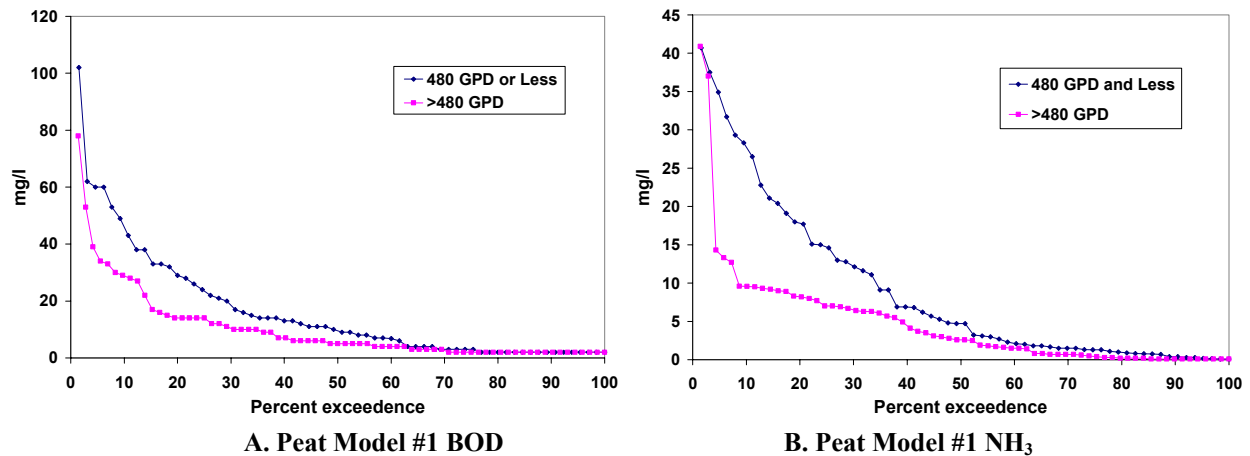 120
100
80
60
40
20
0
mg/l
480 GPD or Less
>480 GPD
0 10 20 30 40 50 60 70 80 90 100
Percent exceedence
A. Peat Model #1 BOD
45
40
35
30
25
20
15
10
5
0
mg/l
480 GPD and Less
>480 GPD
0 10 20 30 40 50 60 70 80 90 100
Percent exceedence
B. Peat Model #1 NH₃